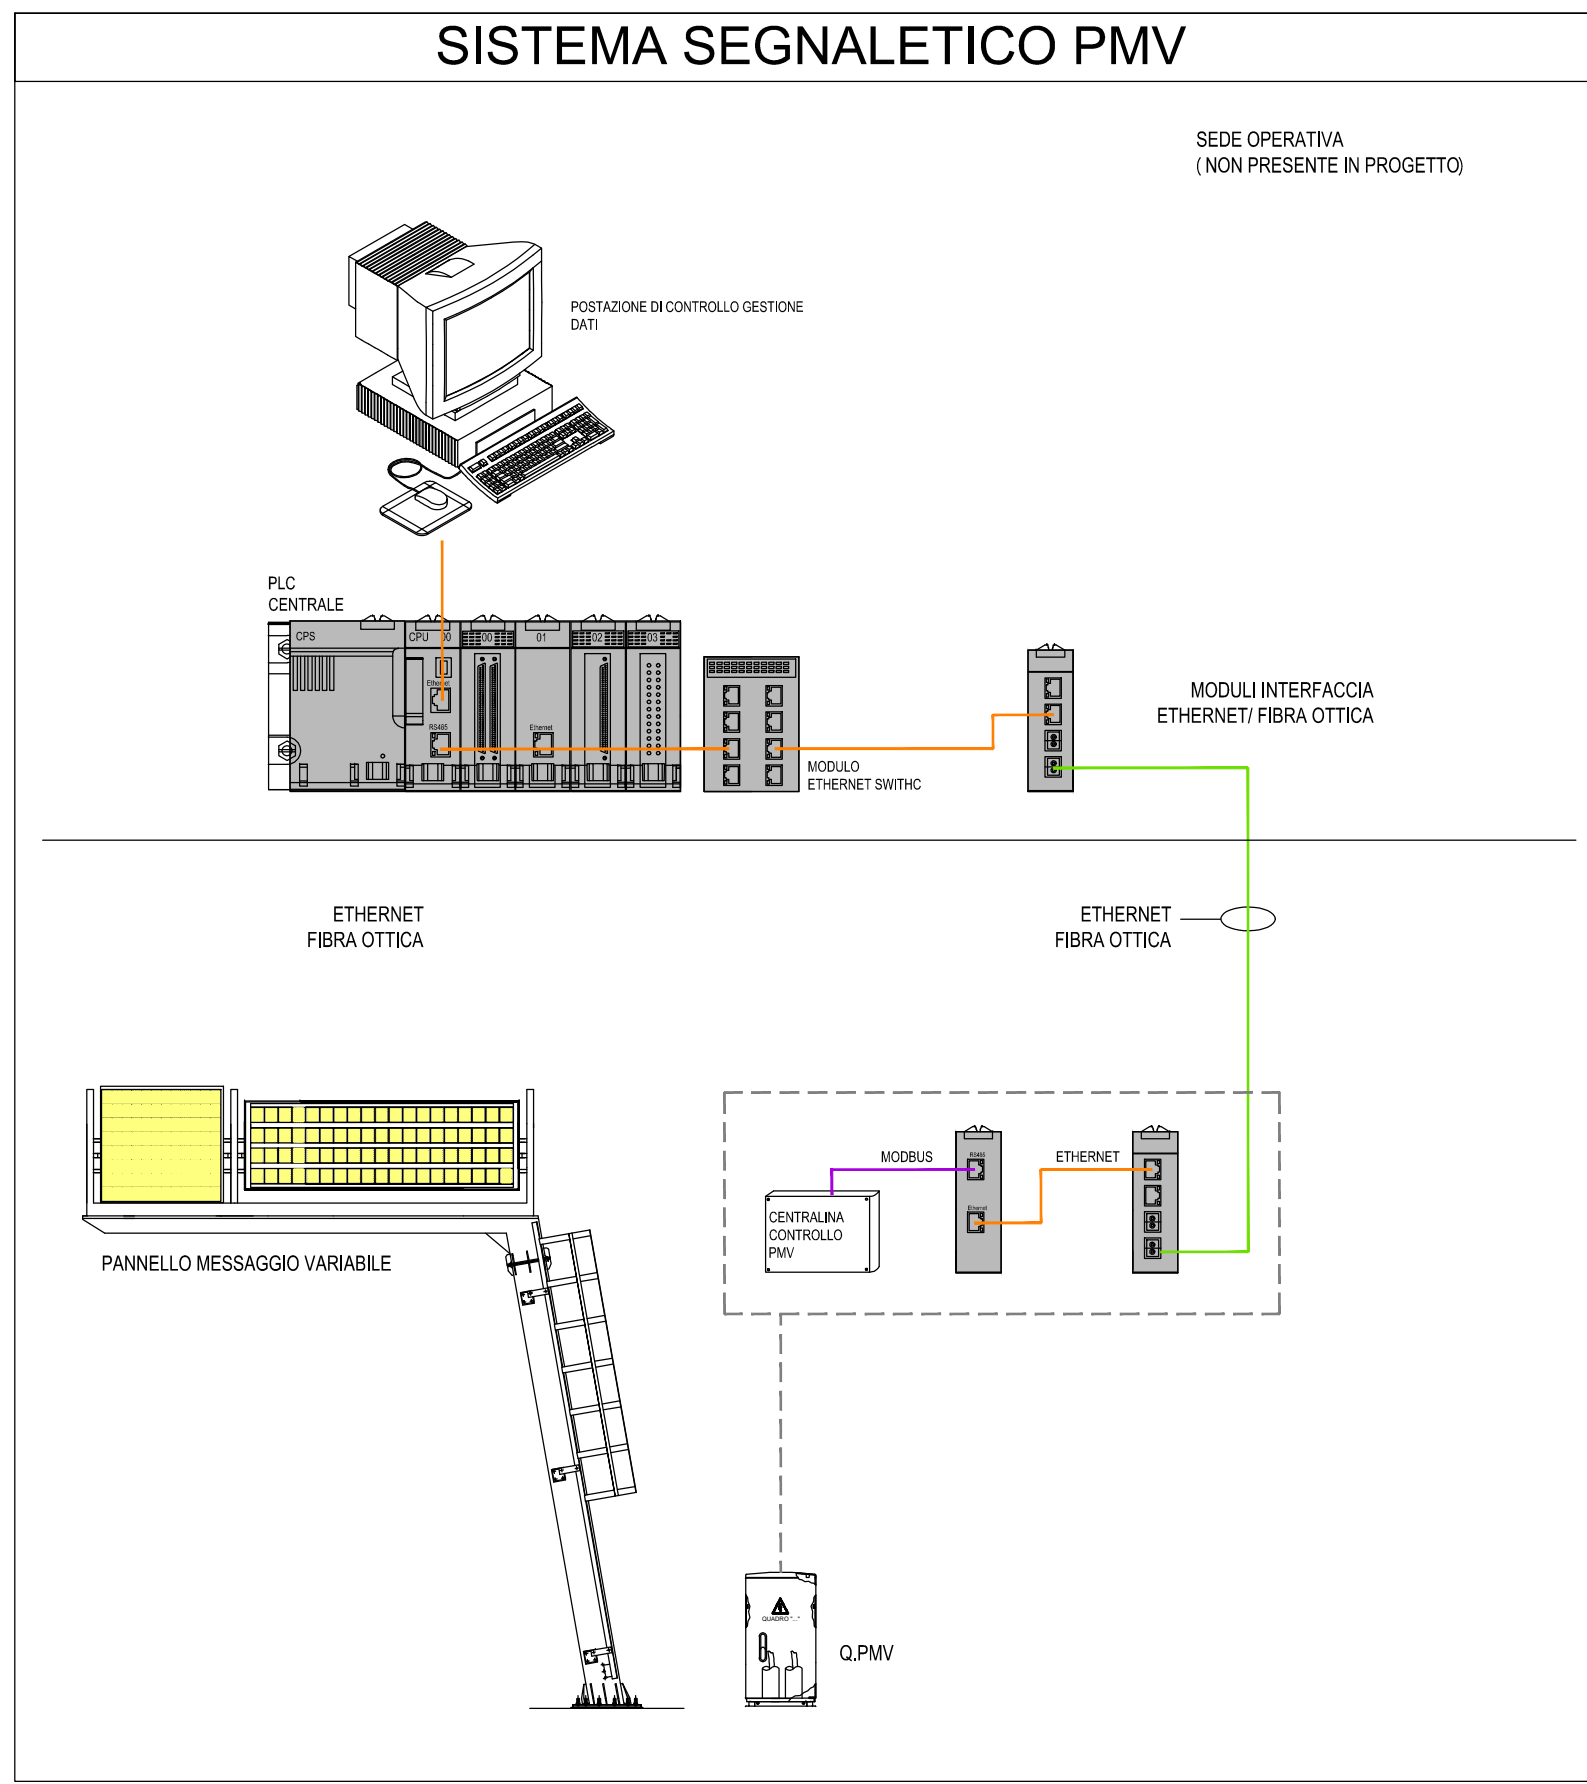 SISTEMA SEGNALETICO PMV
SEDE OPERATIVA
( NON PRESENTE IN PROGETTO)
POSTAZIONE DI CONTROLLO GESTIONE
DATI
PLC
CENTRALE
CPS
CPU 00
00
01
02
03
Ethernet
RS485
Ethernet
MODULO
ETHERNET SWITHC
MODULI INTERFACCIA
ETHERNET/ FIBRA OTTICA
ETHERNET
FIBRA OTTICA
ETHERNET
FIBRA OTTICA
PANNELLO MESSAGGIO VARIABILE
MODBUS
RS485
ETHERNET
Ethernet
CENTRALINA
CONTROLLO
PMV
QUADRO "..."
Q.PMV